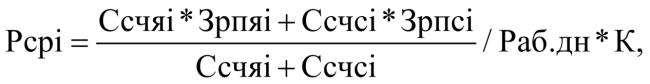 Рсрі = Ссчяі * Зрпяі + Ссчсі * Зрпсі / Раб.дн * К,
Ссчяі + Ссчсі